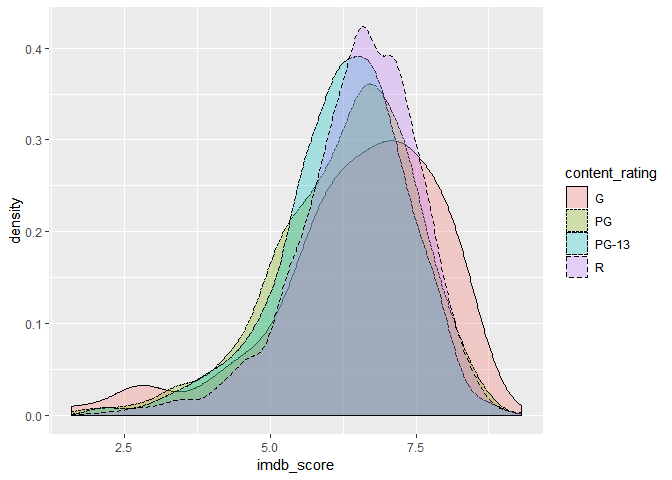 0.4
0.3
0.2
0.1
0.0
density
2.5 5.0 7.5
imdb_score
content_rating
G
PG
PG-13
R